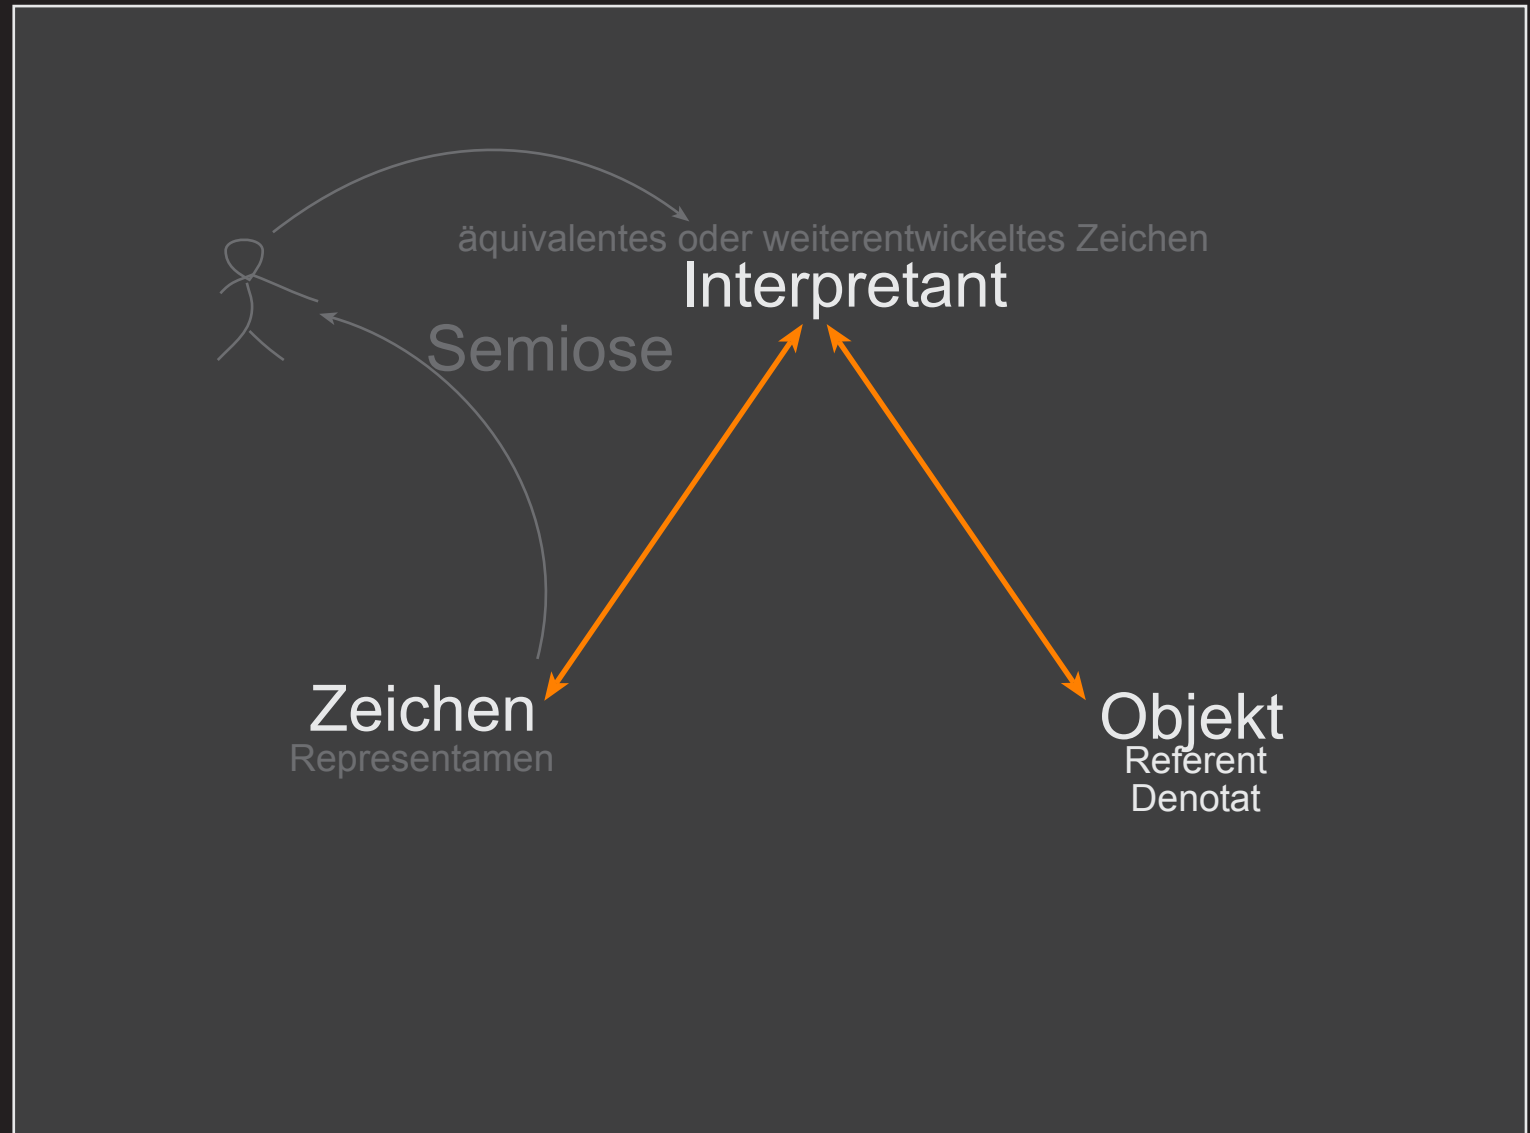 äquivalentes oder weiterentwickeltes Zeichen
Interpretant
Semiose
Zeichen
Representamen
Objekt
Referent
Denotat